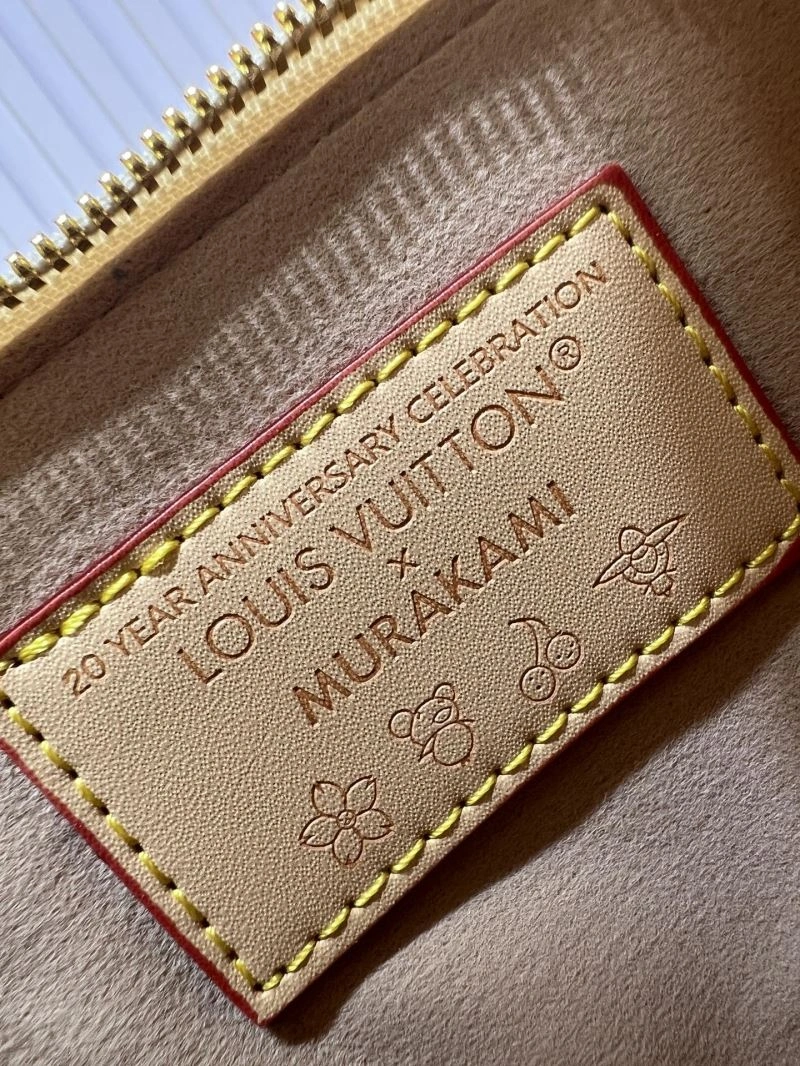 20 YEAR ANNIVERSARY CELEBRATION
LOUIS VUITTON®
×
MURAKAMI